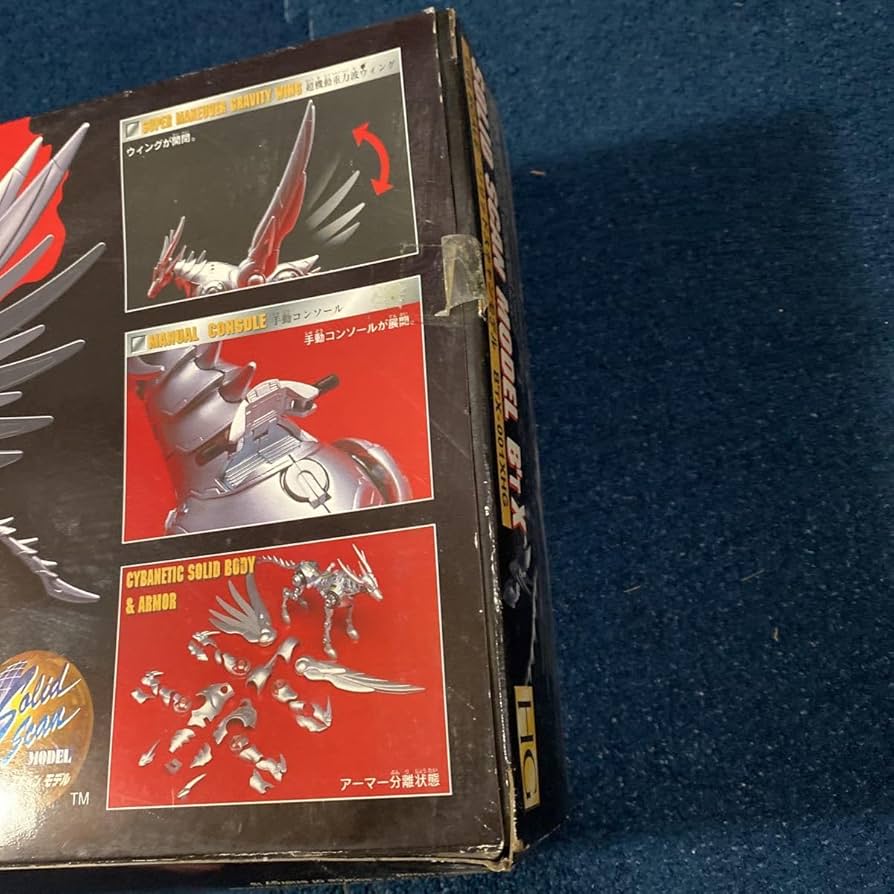 SUPER MANEUVER GRAVITY WING 超機動重力波ウィング
ウイングが開閉。
MANUAL CONSOLE 手動コンソール
手動コンソールが展開。
CYBANETIC SOLID BODY
& ARMOR
アーマー分離状態
Solid
Scan
MODEL
モデル
TM
SOLID SCAN MODEL B'T X
BTX-001XHG
HG